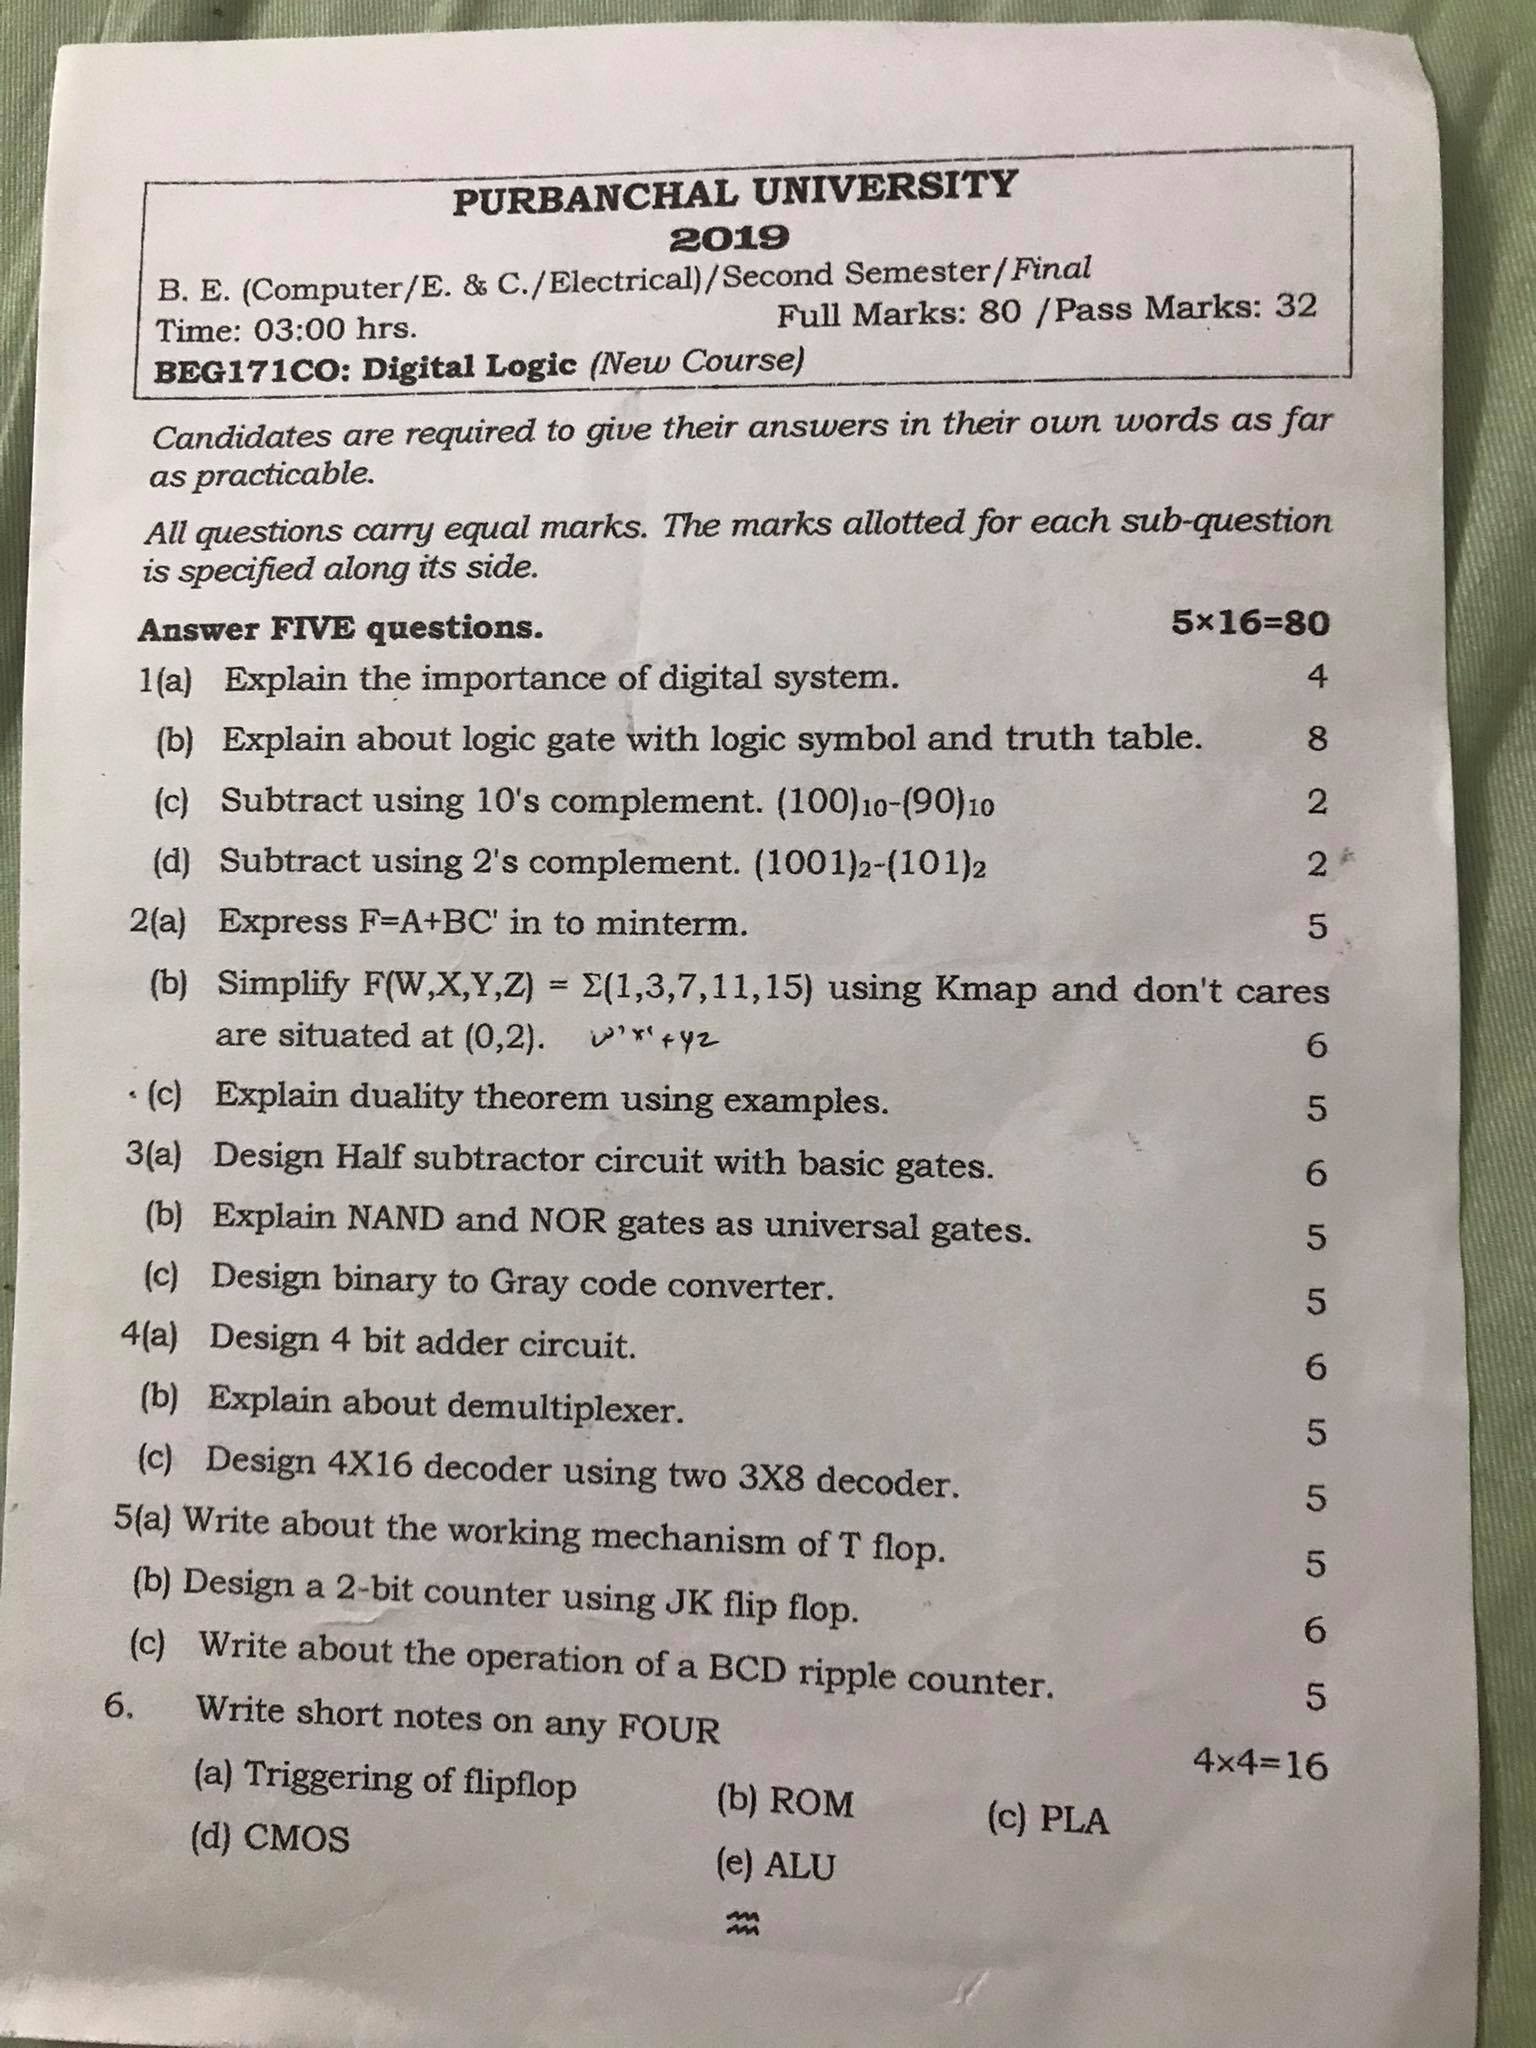 PURBANCHAL UNIVERSITY
2019
B. E. (Computer/E. & C./Electrical)/Second Semester/Final
Time: 03:00 hrs. Full Marks: 80 /Pass Marks: 32
BEG171CO: Digital Logic (New Course)
Candidates are required to give their answers in their own words as far
as practicable.
All questions carry equal marks. The marks allotted for each sub-question
is specified along its side.
Answer FIVE questions. 5×16=80
1(a) Explain the importance of digital system. 4
(b) Explain about logic gate with logic symbol and truth table. 8
(c) Subtract using 10's complement. (100)₁₀-(90)₁₀ 2
(d) Subtract using 2's complement. (1001)₂-(101)₂ 2
2(a) Express F=A+BC' in to minterm. 5
(b) Simplify F(W,X,Y,Z) = Σ(1,3,7,11,15) using Kmap and don't cares
are situated at (0,2). w'x'+yz 6
(c) Explain duality theorem using examples. 5
3(a) Design Half subtractor circuit with basic gates. 6
(b) Explain NAND and NOR gates as universal gates. 5
(c) Design binary to Gray code converter. 5
4(a) Design 4 bit adder circuit. 6
(b) Explain about demultiplexer. 5
(c) Design 4X16 decoder using two 3X8 decoder. 5
5(a) Write about the working mechanism of T flop. 5
(b) Design a 2-bit counter using JK flip flop. 6
(c) Write about the operation of a BCD ripple counter. 5
6. Write short notes on any FOUR 4×4=16
(a) Triggering of flipflop (b) ROM (c) PLA
(d) CMOS (e) ALU